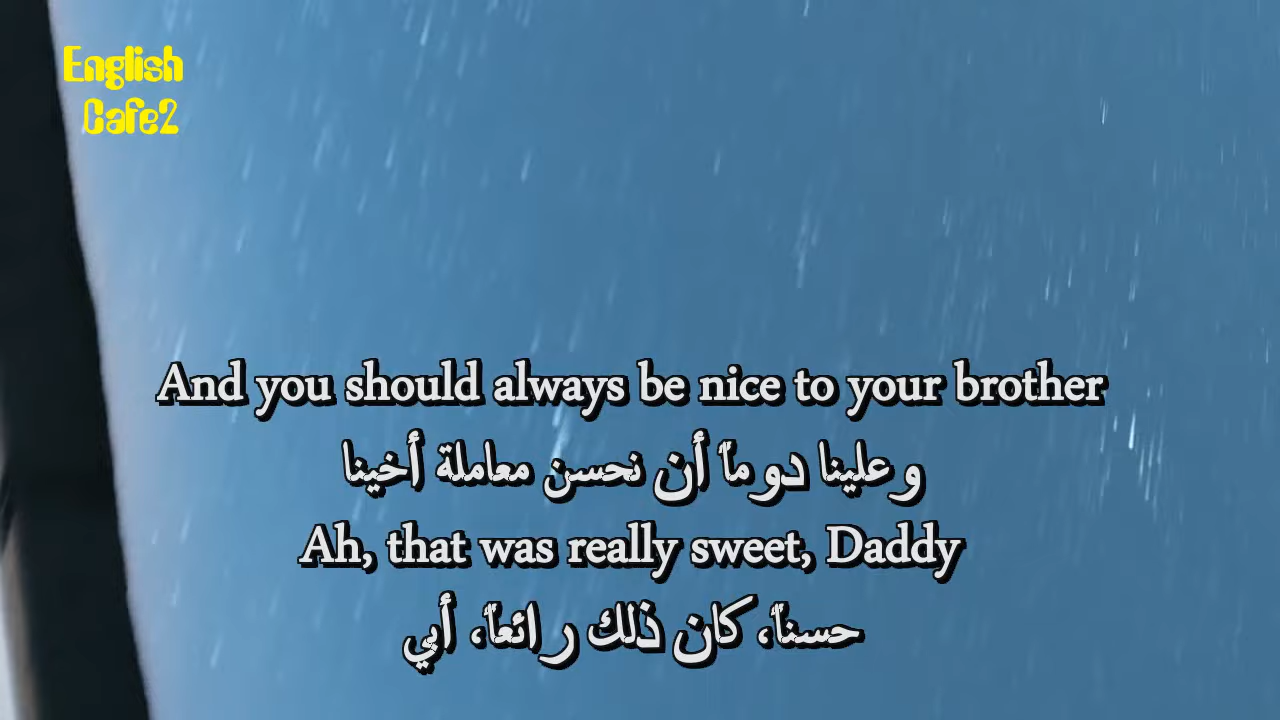 English
Cafe2
And you should always be nice to your brother
وعلينا دوماً أن نحسن معاملة أخينا
Ah, that was really sweet, Daddy
حسناً، كان ذلك رائعاً، أبي